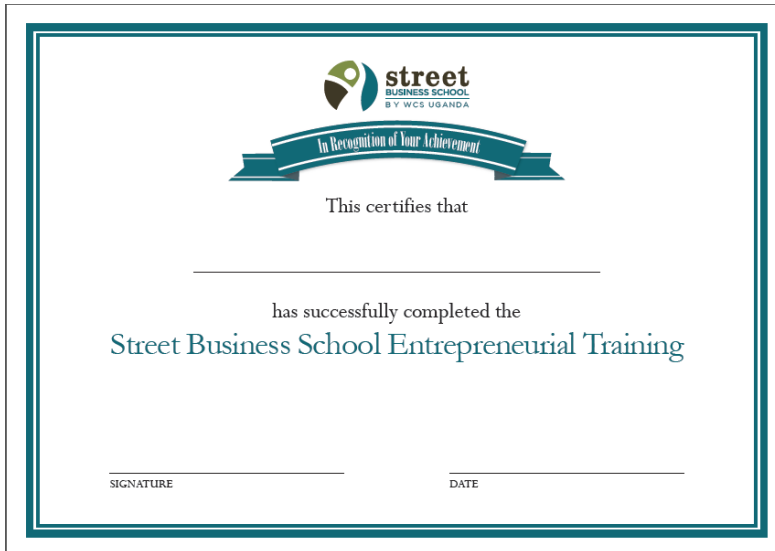 street
BUSINESS SCHOOL
BY WCS UGANDA
In Recognition of Your Achievement
This certifies that
has successfully completed the
Street Business School Entrepreneurial Training
SIGNATURE DATE